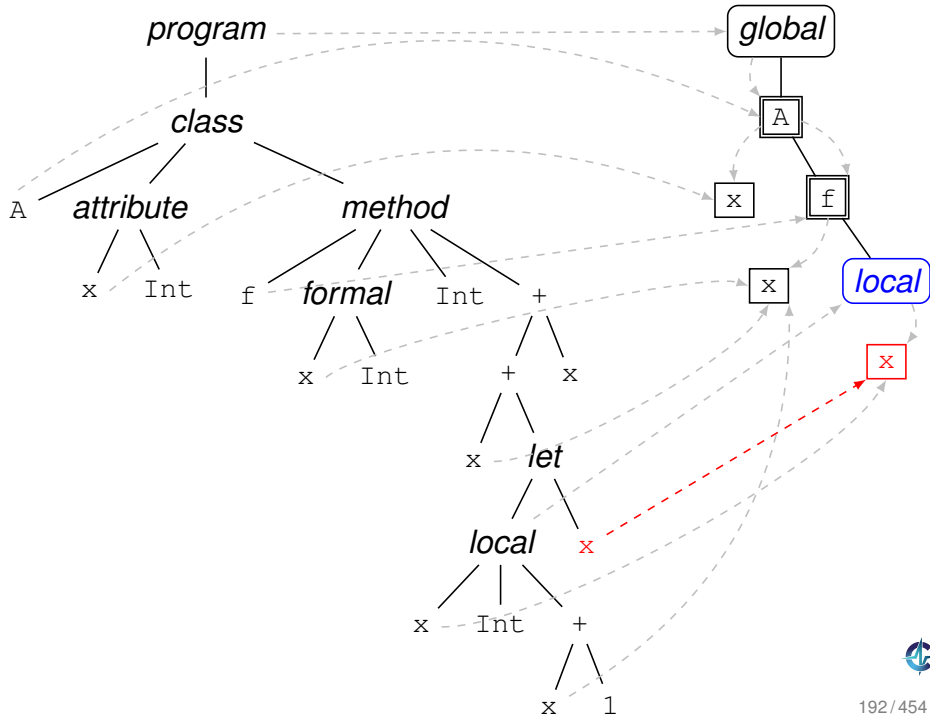 program global
class A
A attribute method x f
x Int f formal Int + x local
x Int + x x
x let
local x
x Int +
x 1
192/454